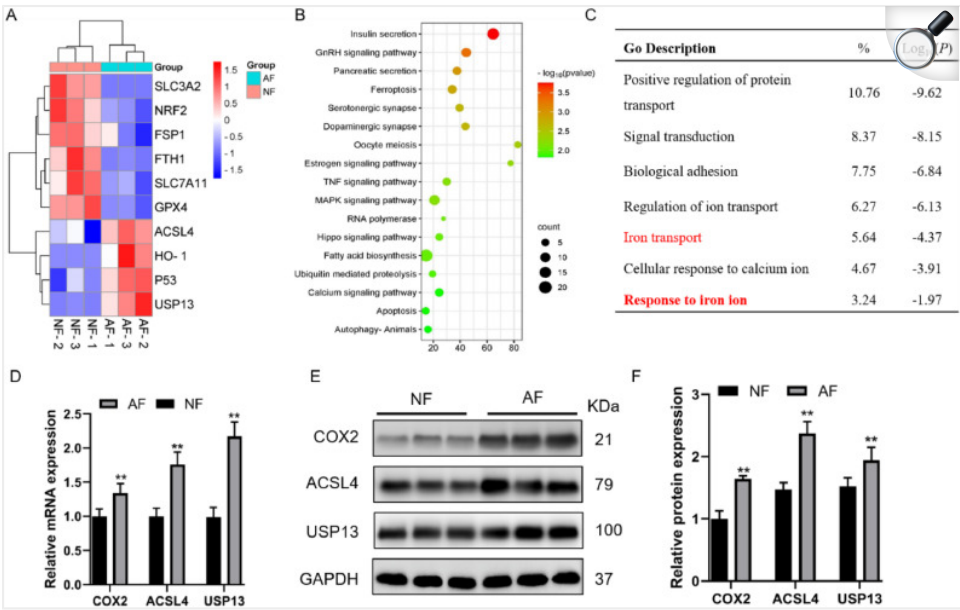 A
Group
SLC3A2
NRF2
FSP1
FTH1
SLC7A11
GPX4
ACSL4
HO- 1
P53
USP13
NF- 2
NF- 3
NF- 1
AF- 1
AF- 3
AF- 2
Group
AF
NF
1.5
1
0.5
0
- 0.5
- 1
- 1.5
B
Insulin secretion
GnRH signaling pathway
Pancreatic secretion
Ferroptosis
Serotonergic synapse
Dopaminergic synapse
Oocyte meiosis
Estrogen signaling pathway
TNF signaling pathway
MAPK signaling pathway
RNA polymerase
Hippo signaling pathway
Fatty acid biosynthesis
Ubiquitin mediated proteolysis
Calcium signaling pathway
Apoptosis
Autophagy- Animals
20 40 60 80
- log10(pvalue)
3.5
3.0
2.5
2.0
count
5
10
15
20
C
Go Description % (P)
Positive regulation of protein
transport 10.76 -9.62
Signal transduction 8.37 -8.15
Biological adhesion 7.75 -6.84
Regulation of ion transport 6.27 -6.13
Iron transport 5.64 -4.37
Cellular response to calcium ion 4.67 -3.91
Response to iron ion 3.24 -1.97
D
AF NF
Relative mRNA expression
2.5
2.0
1.5
1.0
0.5
0.0
** ** **
COX2 ACSL4 USP13
E
NF AF KDa
COX2 21
ACSL4 79
USP13 100
GAPDH 37
F
NF AF
Relative protein expression
3
2
1
0
** ** **
COX2 ACSL4 USP13